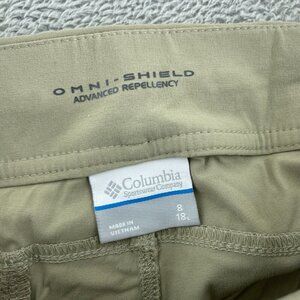 OMNI-SHIELD
ADVANCED REPELLENCY
Columbia
Sportswear Company
MADE IN
VIETNAM
8
18